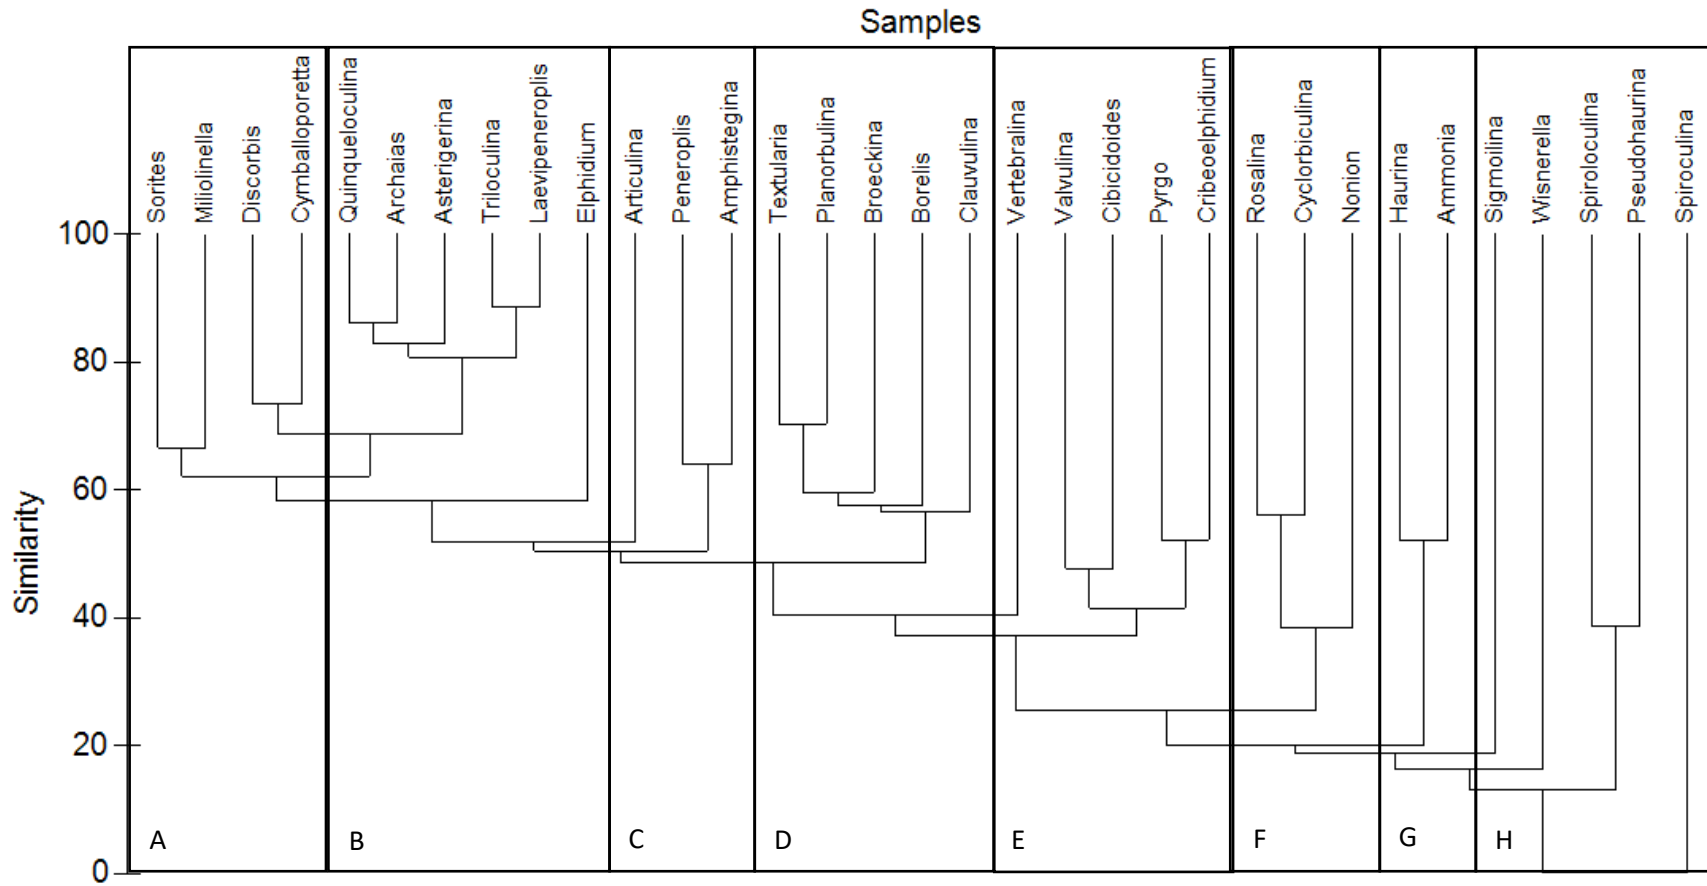 Samples
Sorites
Miliolinella
Discorbis
Cymballoporetta
Quinqueloculina
Archaias
Asterigerina
Triloculina
Laevipeneroplis
Elphidium
Articulina
Peneroplis
Amphistegina
Textularia
Planorbulina
Broeckina
Borelis
Clauvulina
Vertebralina
Valvulina
Cibicidoides
Pyrgo
Cribeoelphidium
Rosalina
Cyclorbiculina
Nonion
Haurina
Ammonia
Sigmollina
Wisnerella
Spiroloculina
Pseudohaurina
Spiroculina
100
80
60
40
20
0
Similarity
A
B
C
D
E
F
G
H